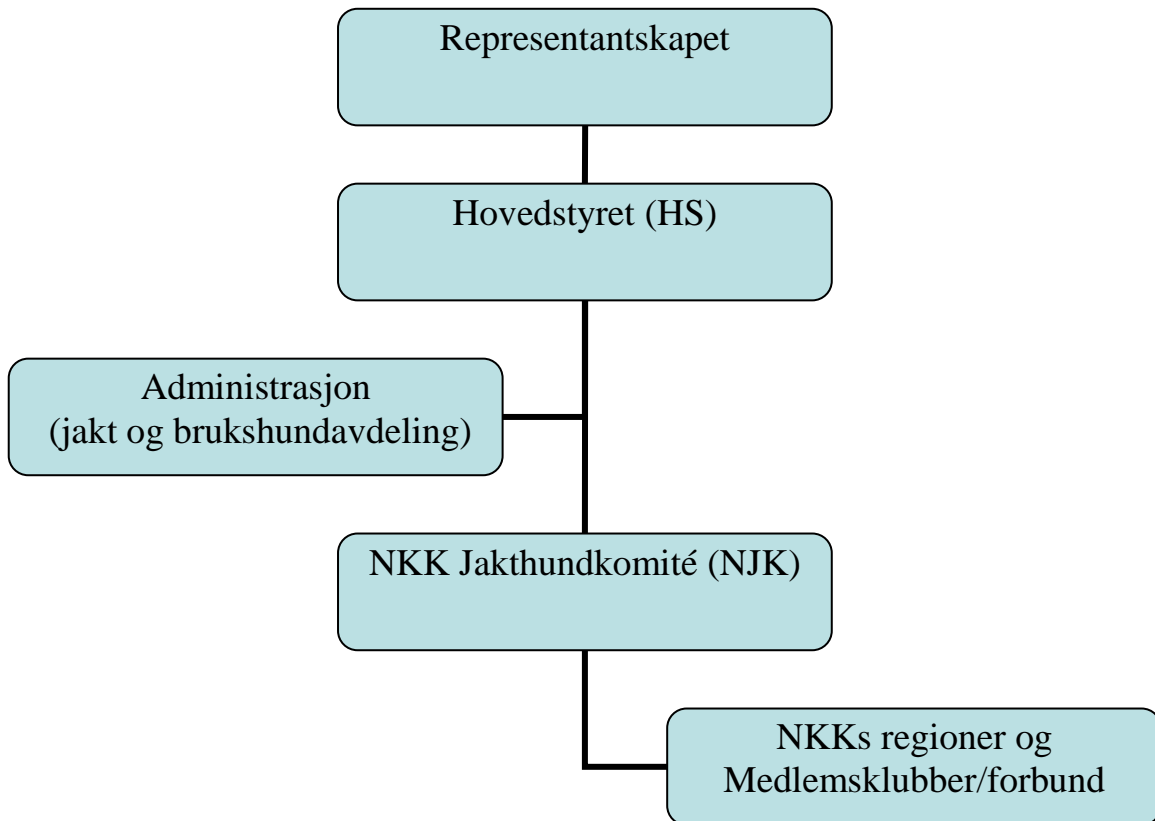 Representantskapet
Hovedstyret (HS)
Administrasjon
(jakt og brukshundavdeling)
NKK Jakthundkomité (NJK)
NKKs regioner og
Medlemsklubber/forbund